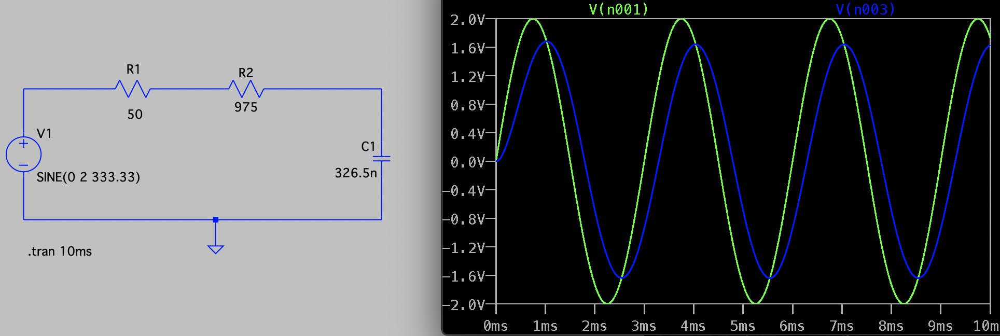 R1
R2
50
975
V1
C1
SINE(0 2 333.33)
326.5n
.tran 10ms
V(n001) V(n003)
2.0V
1.6V
1.2V
0.8V
0.4V
0.0V
-0.4V
-0.8V
-1.2V
-1.6V
-2.0V
0ms 1ms 2ms 3ms 4ms 5ms 6ms 7ms 8ms 9ms 10m